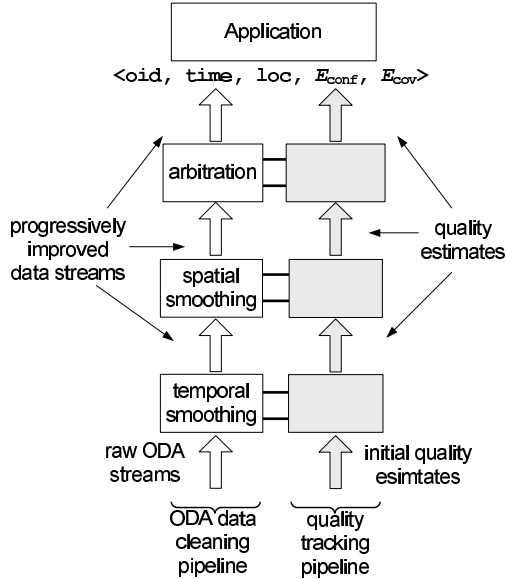 Application
<oid, time, loc, Econf, Ecov>
arbitration
progressively
improved
data streams
quality
estimates
spatial
smoothing
temporal
smoothing
raw ODA
streams
initial quality
esimtates
ODA data
cleaning
pipeline
quality
tracking
pipeline